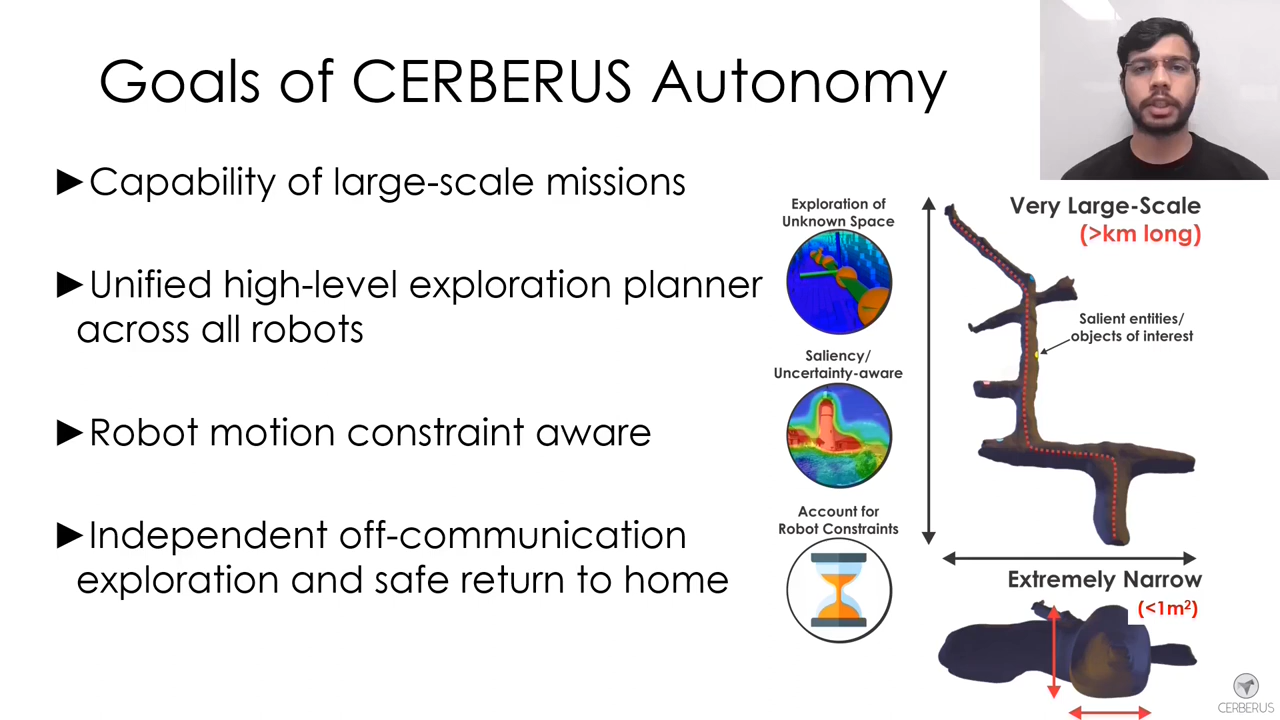 Goals of CERBERUS Autonomy
►Capability of large-scale missions
►Unified high-level exploration planner
across all robots
►Robot motion constraint aware
►Independent off-communication
exploration and safe return to home
Exploration of
Unknown Space
Saliency/
Uncertainty-aware
Account for
Robot Constraints
Very Large-Scale
(>km long)
Salient entities/
objects of interest
Extremely Narrow
(<1m²)
CERBERUS